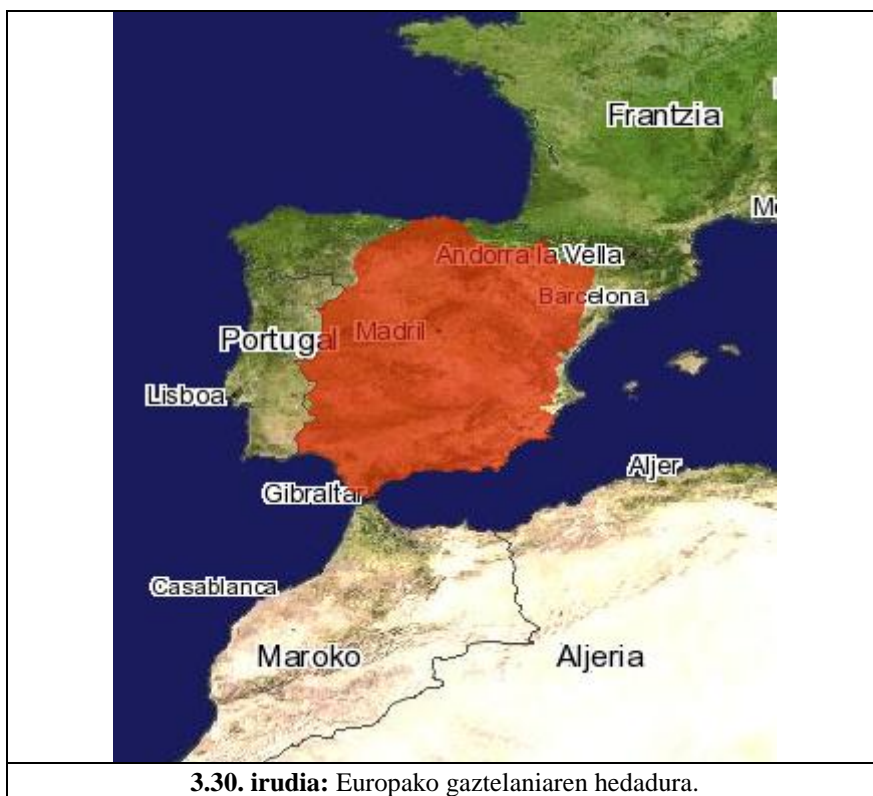 Frantzia
Andorra la Vella
Barcelona
Madril
Portugal
Lisboa
Aljer
Gibraltar
Casablanca
Maroko
Aljeria
3.30. irudia: Europako gaztelaniaren hedadura.